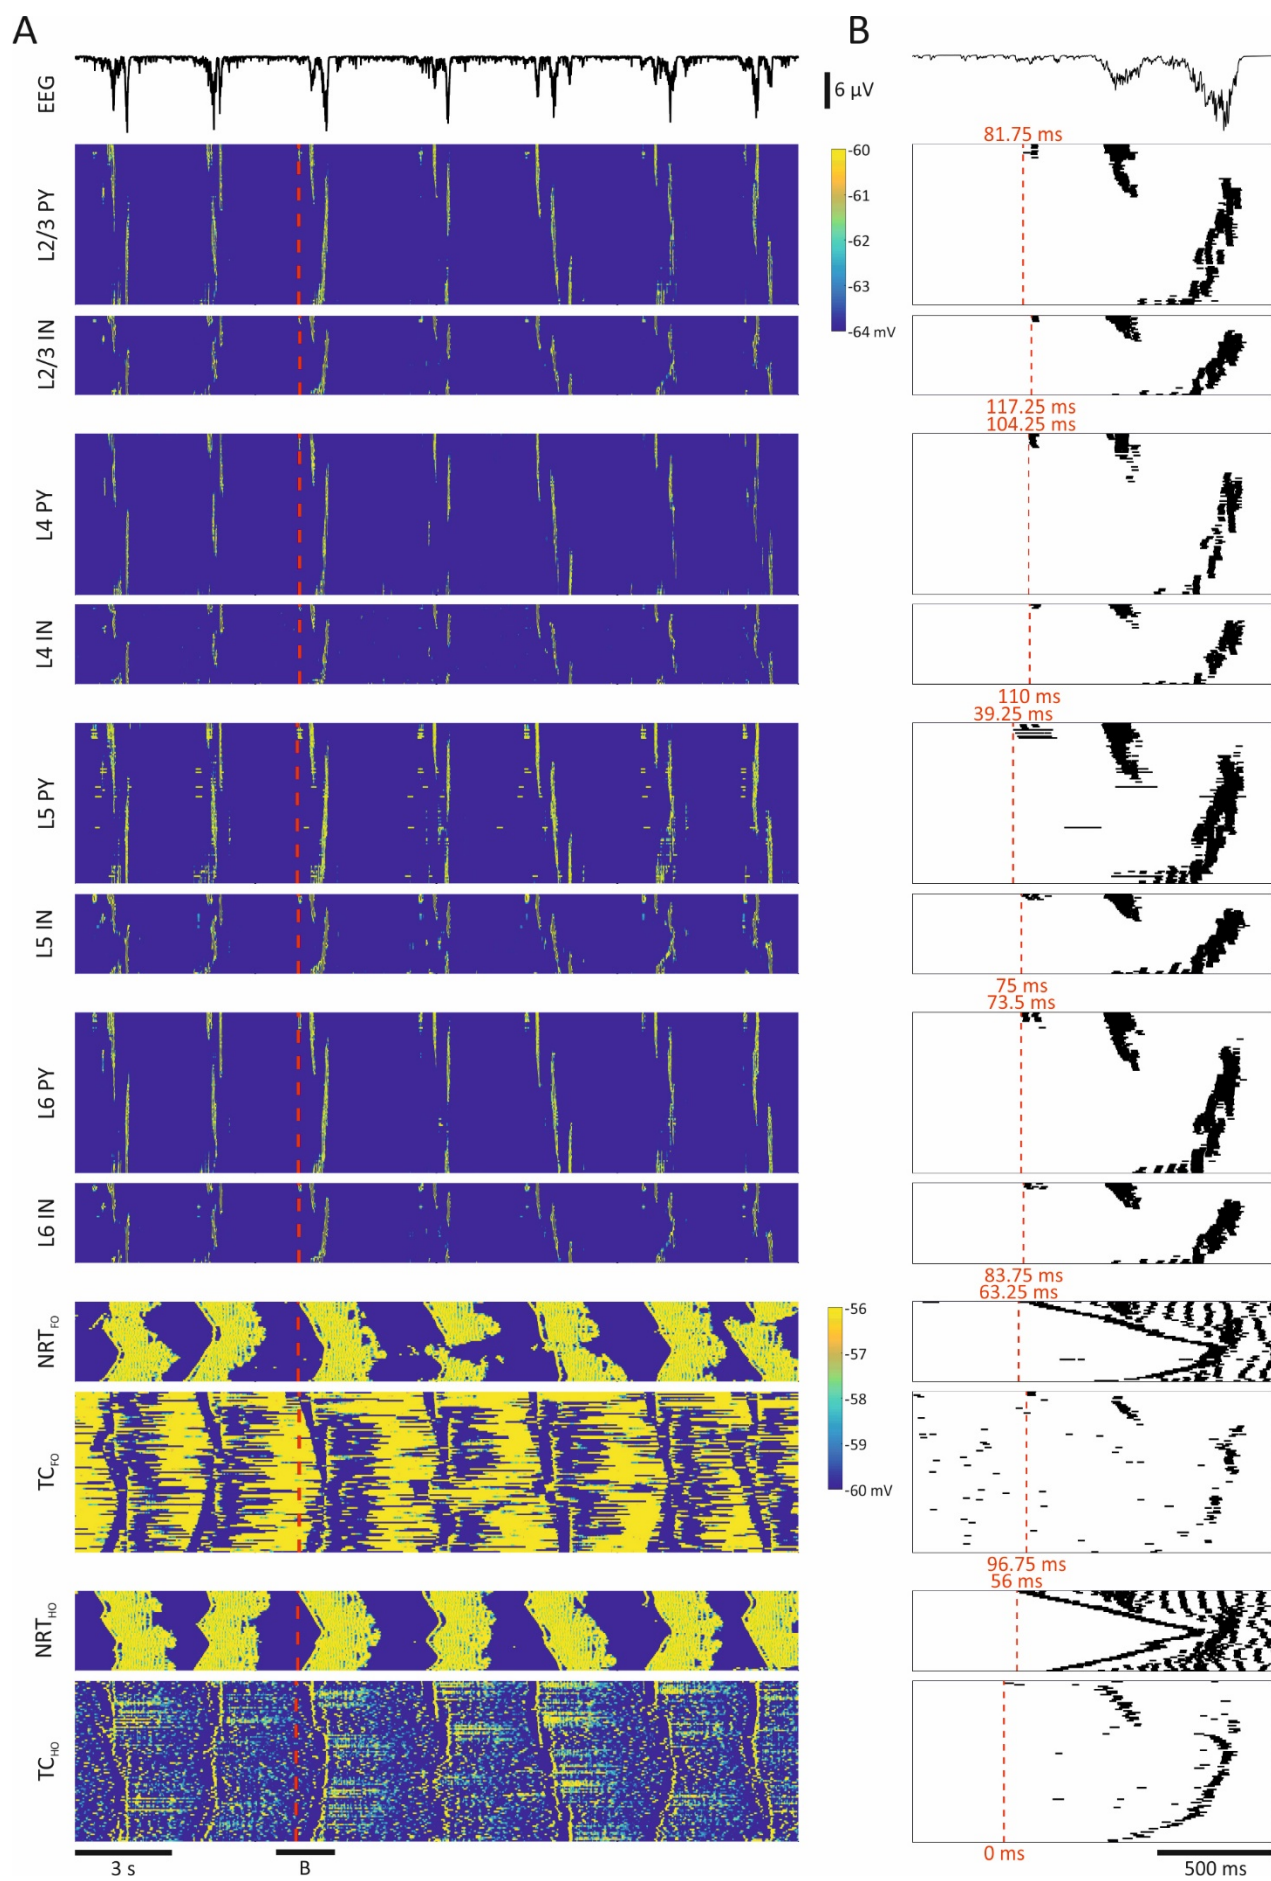 A
B
EEG
6 µV
81.75 ms
L2/3 PY
-60
-61
-62
-63
-64 mV
L2/3 IN
117.25 ms
104.25 ms
L4 PY
L4 IN
110 ms
39.25 ms
L5 PY
L5 IN
75 ms
73.5 ms
L6 PY
L6 IN
83.75 ms
63.25 ms
NRT_FO
-56
-57
-58
-59
-60 mV
TC_FO
96.75 ms
56 ms
NRT_HO
TC_HO
0 ms
3 s
B
500 ms